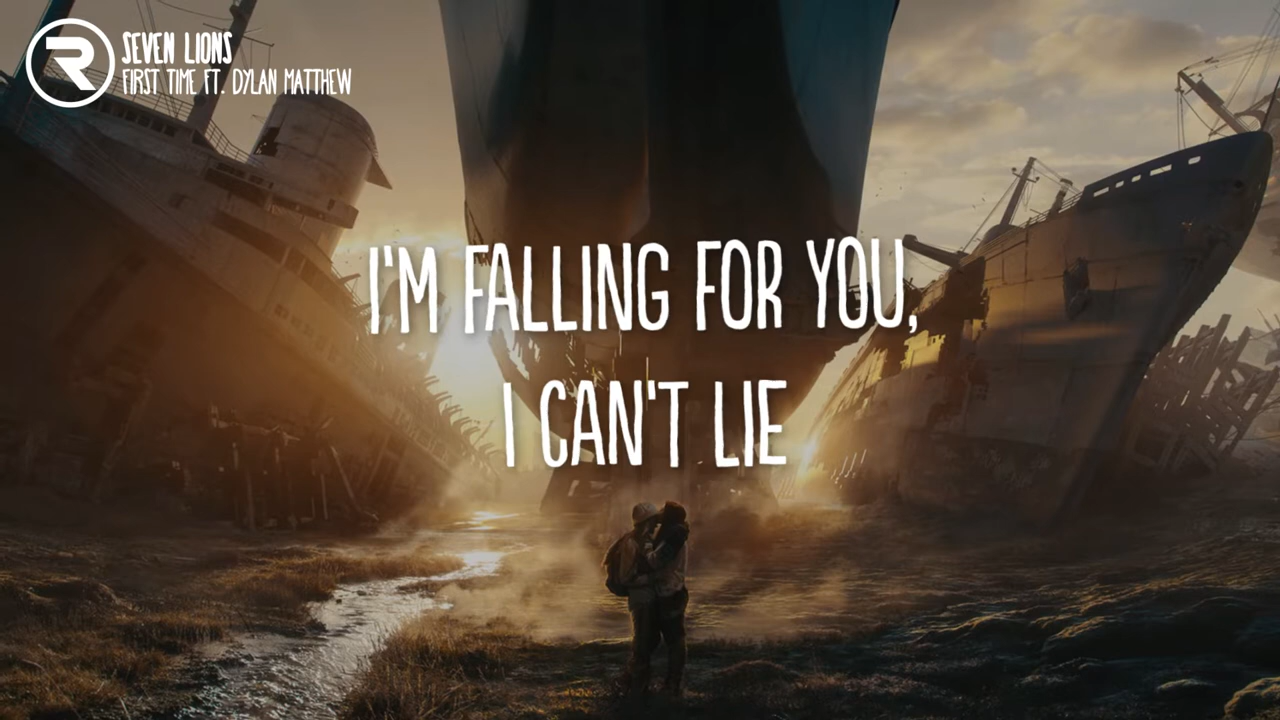 R
SEVEN LIONS
FIRST TIME FT. DYLAN MATTHEW
I'M FALLING FOR YOU,
I CAN'T LIE